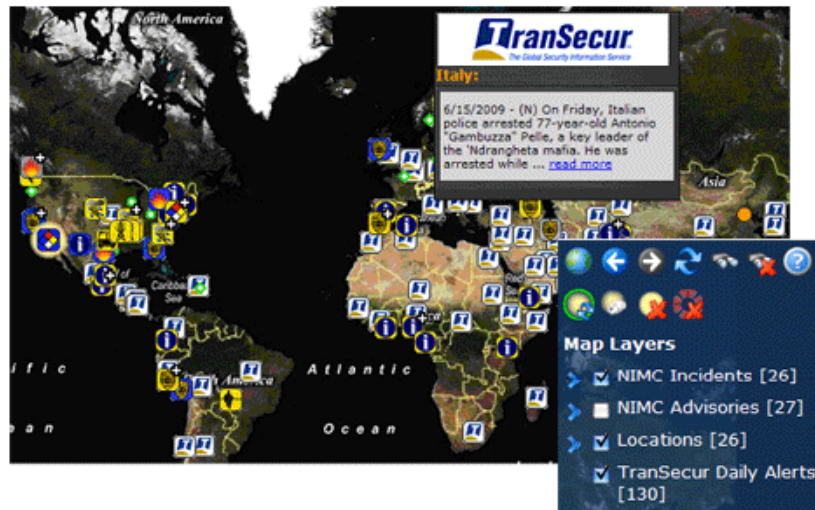 North America
TranSecur
The Global Security Information Service
Italy:
6/15/2009 - (N) On Friday, Italian
police arrested 77-year-old Antonio
"Gambuzza" Pelle, a key leader of
the 'Ndrangheta mafia. He was
arrested while ... read more
Asia
of
Caribbean
Sea
Red
Atlantic
South America
Ocean
Map Layers
NIMC Incidents [26]
NIMC Advisories [27]
Locations [26]
TranSecur Daily Alerts
[130]